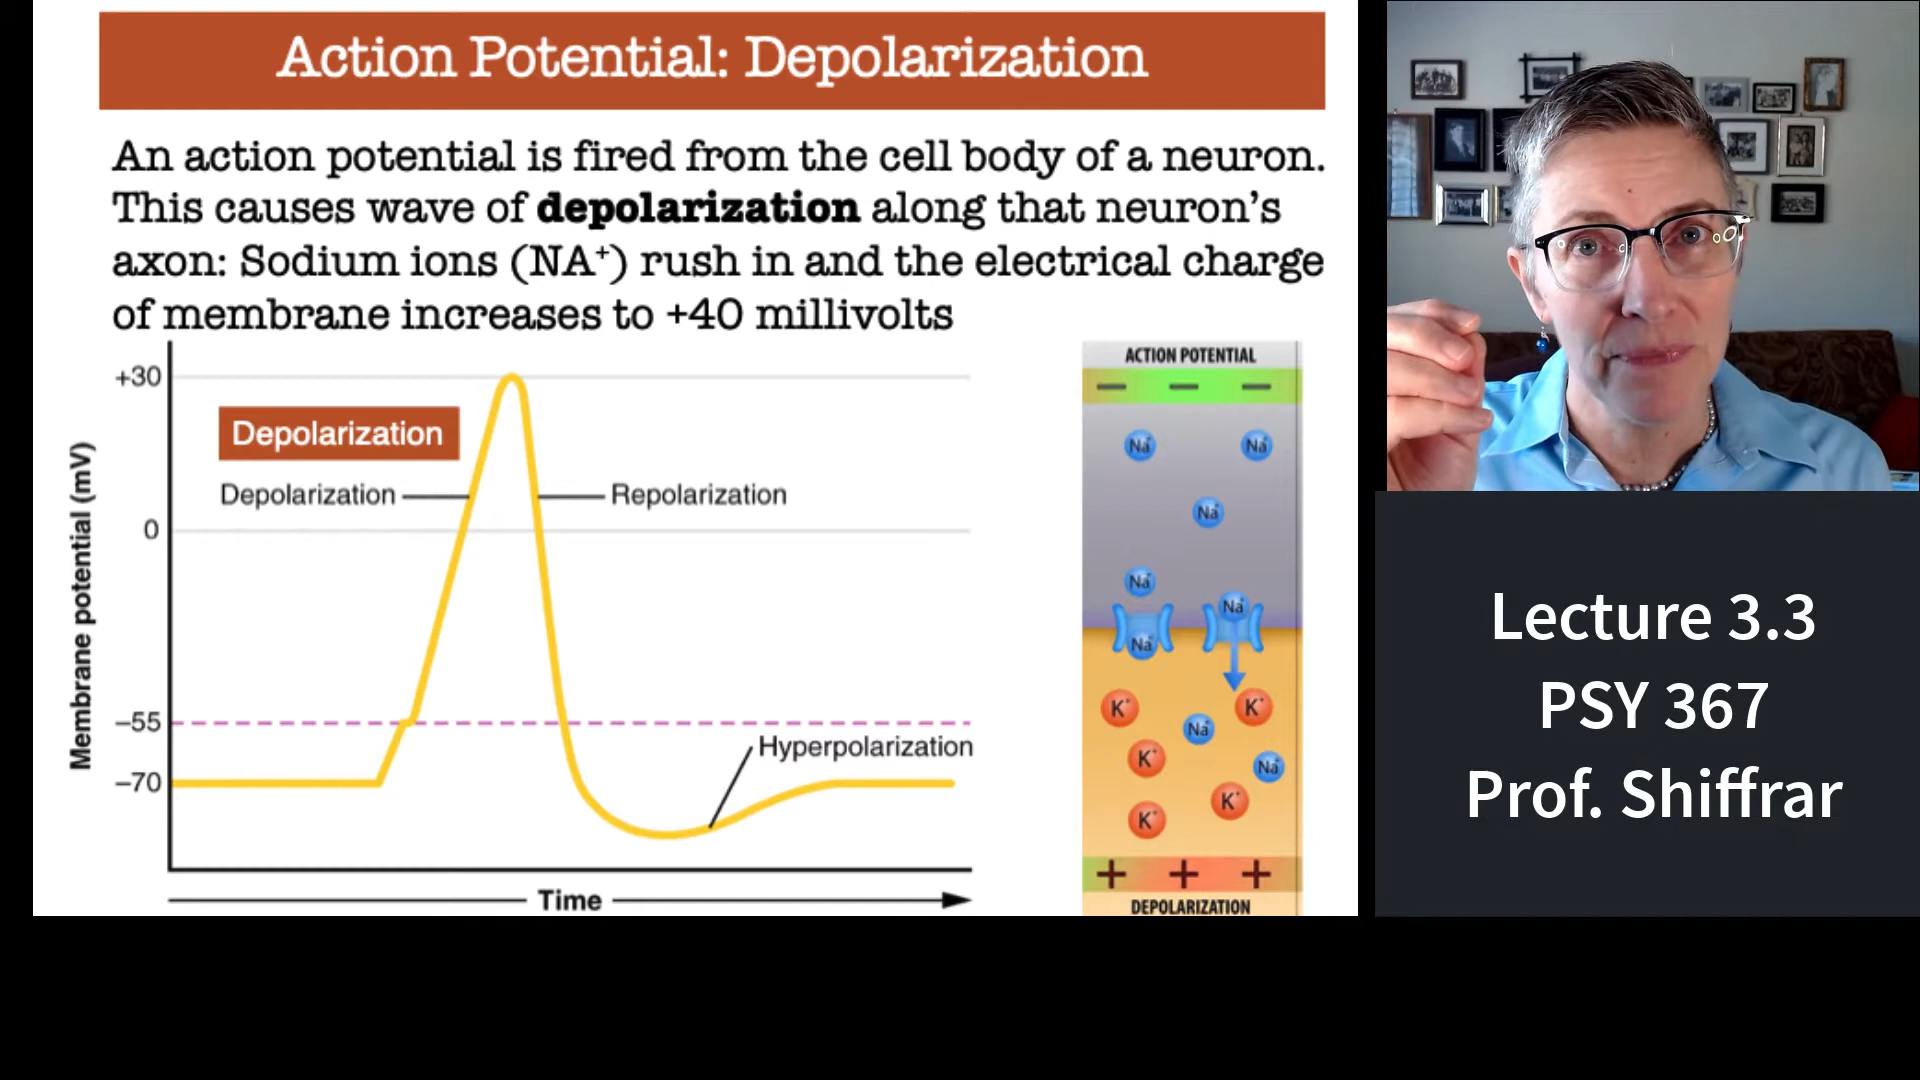 Action Potential: Depolarization
An action potential is fired from the cell body of a neuron.
This causes wave of depolarization along that neuron's
axon: Sodium ions (NA⁺) rush in and the electrical charge
of membrane increases to +40 millivolts
Membrane potential (mV)
+30
0
–55
–70
Depolarization
Depolarization
Repolarization
Hyperpolarization
Time
ACTION POTENTIAL
– – –
Na⁺ Na⁺
Na⁺
Na⁺
Na⁺
Na⁺
K⁺ K⁺
Na⁺
K⁺
Na⁺
K⁺
K⁺
+ + +
DEPOLARIZATION
Lecture 3.3
PSY 367
Prof. Shiffrar